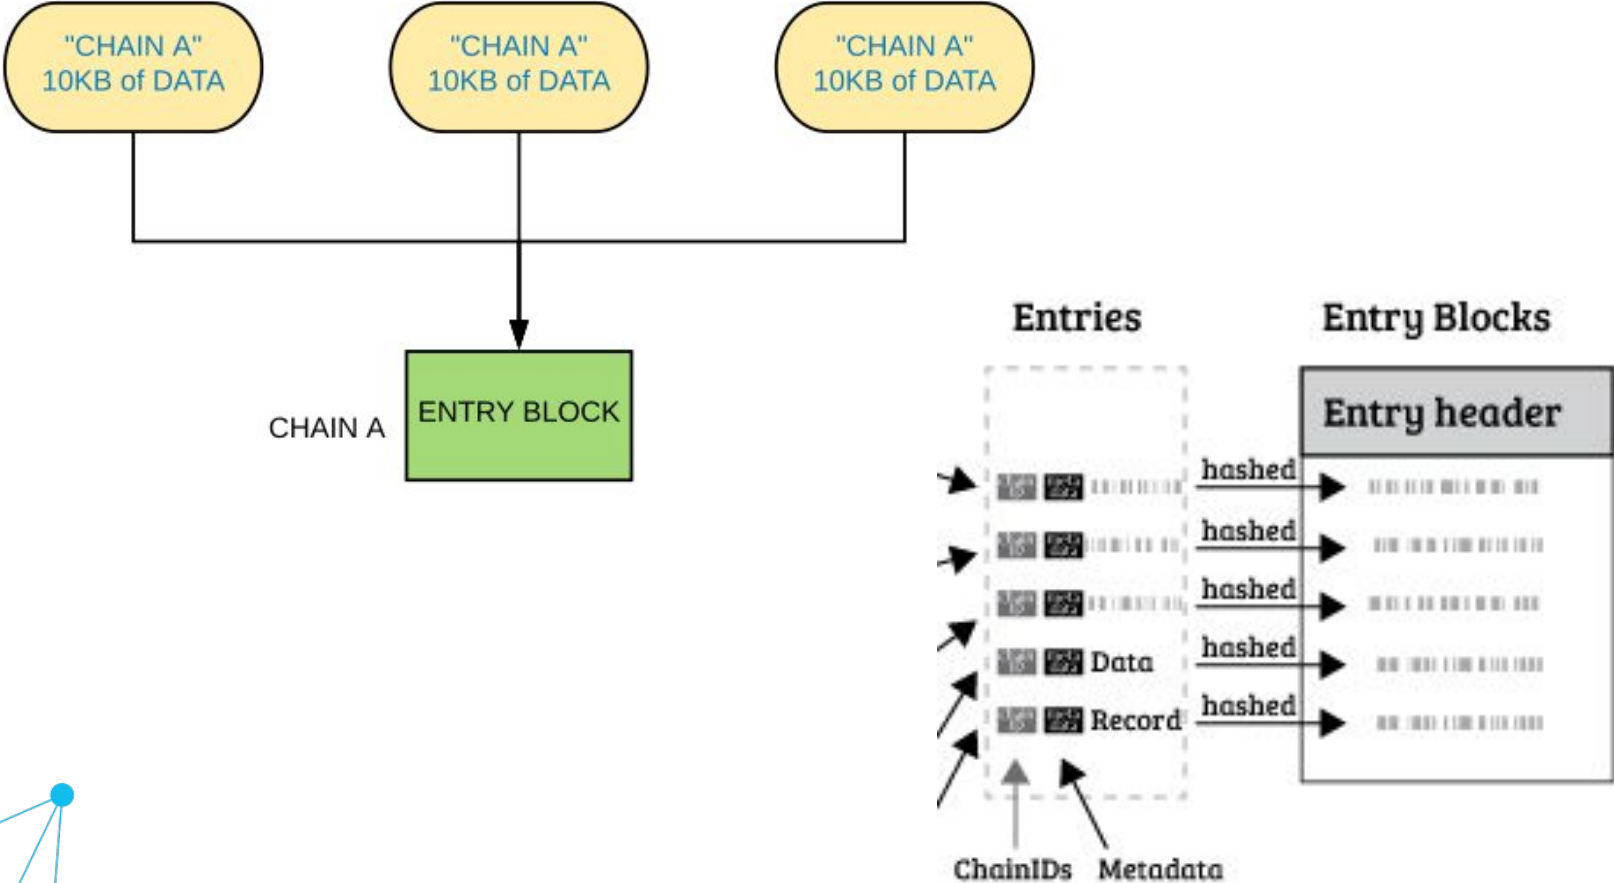 "CHAIN A"
10KB of DATA
"CHAIN A"
10KB of DATA
"CHAIN A"
10KB of DATA
CHAIN A
ENTRY BLOCK
Entries
Entry Blocks
Entry header
hashed
hashed
hashed
Data
hashed
Record
hashed
ChainIDs
Metadata